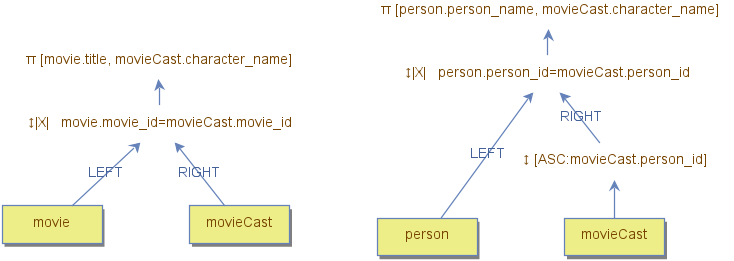 π [movie.title, movieCast.character_name]
↕|X| movie.movie_id=movieCast.movie_id
LEFT
RIGHT
movie
movieCast
π [person.person_name, movieCast.character_name]
↕|X| person.person_id=movieCast.person_id
RIGHT
LEFT
↕ [ASC:movieCast.person_id]
person
movieCast